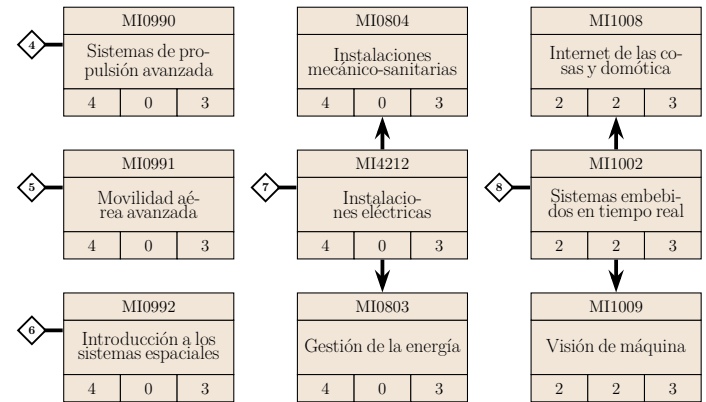 MI0990
4
Sistemas de pro-
pulsión avanzada
4 0 3
MI0804
Instalaciones
mecánico-sanitarias
4 0 3
MI1008
Internet de las co-
sas y domótica
2 2 3
MI0991
5
Movilidad aé-
rea avanzada
4 0 3
MI4212
7
Instalacio-
nes eléctricas
4 0 3
MI1002
8
Sistemas embebi-
dos en tiempo real
2 2 3
MI0992
6
Introducción a los
sistemas espaciales
4 0 3
MI0803
Gestión de la energía
4 0 3
MI1009
Visión de máquina
2 2 3